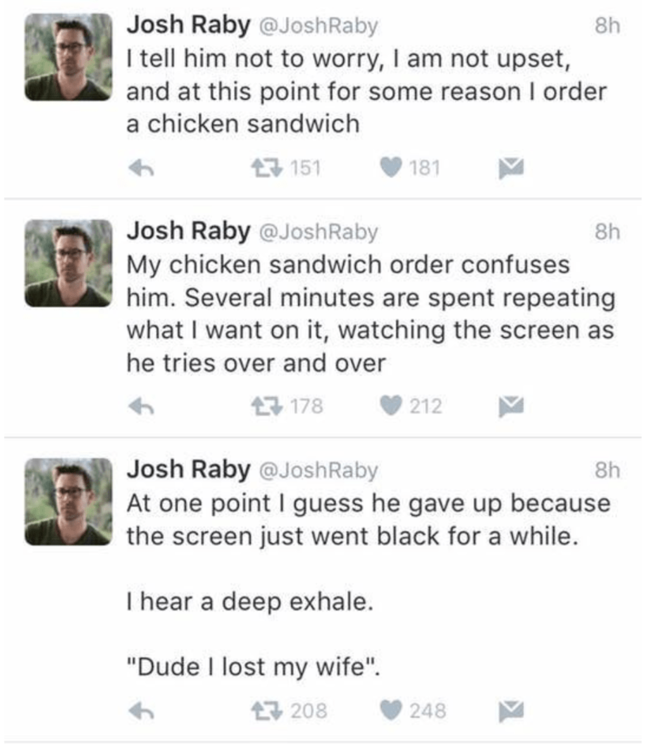 Josh Raby @JoshRaby 8h
I tell him not to worry, I am not upset,
and at this point for some reason I order
a chicken sandwich
151 181
Josh Raby @JoshRaby 8h
My chicken sandwich order confuses
him. Several minutes are spent repeating
what I want on it, watching the screen as
he tries over and over
178 212
Josh Raby @JoshRaby 8h
At one point I guess he gave up because
the screen just went black for a while.
I hear a deep exhale.
"Dude I lost my wife".
208 248